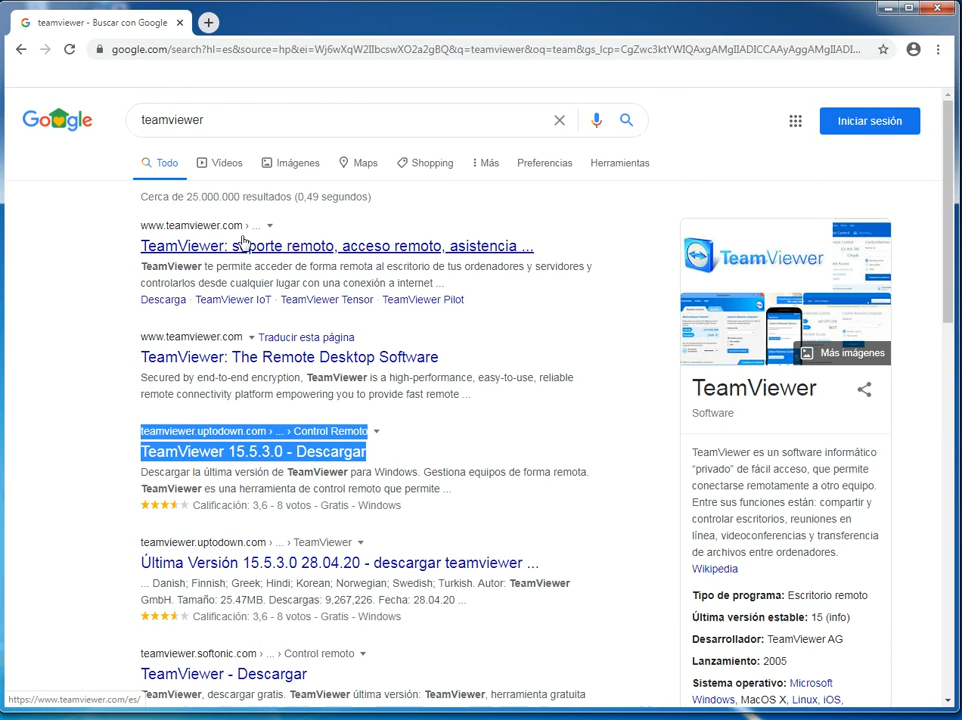 teamviewer - Buscar con Google
google.com/search?hl=es&source=hp&ei=Wj6wXqW2IIbcswXO2a2gBQ&q=teamviewer&oq=team&gs_lcp=CgZwc3ktYWIQAxgAMgIIADICCAAyAggAMgIIADICCAAyAggAMgII...
Google
teamviewer
Iniciar sesión
Todo
Vídeos
Imágenes
Maps
Shopping
Más
Preferencias
Herramientas
Cerca de 25.000.000 resultados (0,49 segundos)
www.teamviewer.com › ...
TeamViewer: soporte remoto, acceso remoto, asistencia ...
TeamViewer te permite acceder de forma remota al escritorio de tus ordenadores y servidores y
controlarlos desde cualquier lugar con una conexión a internet ...
Descarga · TeamViewer IoT · TeamViewer Tensor · TeamViewer Pilot
www.teamviewer.com Traducir esta página
TeamViewer: The Remote Desktop Software
Secured by end-to-end encryption, TeamViewer is a high-performance, easy-to-use, reliable
remote connectivity platform empowering you to provide fast remote ...
teamviewer.uptodown.com › ... › Control Remoto
TeamViewer 15.5.3.0 - Descargar
Descargar la última versión de TeamViewer para Windows. Gestiona equipos de forma remota.
TeamViewer es una herramienta de control remoto que permite ...
Calificación: 3,6 - 8 votos - Gratis - Windows
teamviewer.uptodown.com › ... › TeamViewer
Última Versión 15.5.3.0 28.04.20 - descargar teamviewer ...
... Danish; Finnish; Greek; Hindi; Korean; Norwegian; Swedish; Turkish. Autor: TeamViewer
GmbH. Tamaño: 25.47MB. Descargas: 9,267,226. Fecha: 28.04.20 ...
Calificación: 3,6 - 8 votos - Gratis - Windows
teamviewer.softonic.com › ... › Control remoto
TeamViewer - Descargar
TeamViewer, descargar gratis. TeamViewer última versión: TeamViewer, herramienta gratuita
https://www.teamviewer.com/es/
TeamViewer
Más imágenes
TeamViewer
Software
TeamViewer es un software informático
“privado” de fácil acceso, que permite
conectarse remotamente a otro equipo.
Entre sus funciones están: compartir y
controlar escritorios, reuniones en
línea, videoconferencias y transferencia
de archivos entre ordenadores.
Wikipedia
Tipo de programa: Escritorio remoto
Última versión estable: 15 (info)
Desarrollador: TeamViewer AG
Lanzamiento: 2005
Sistema operativo: Microsoft
Windows, MacOS X, Linux, iOS,